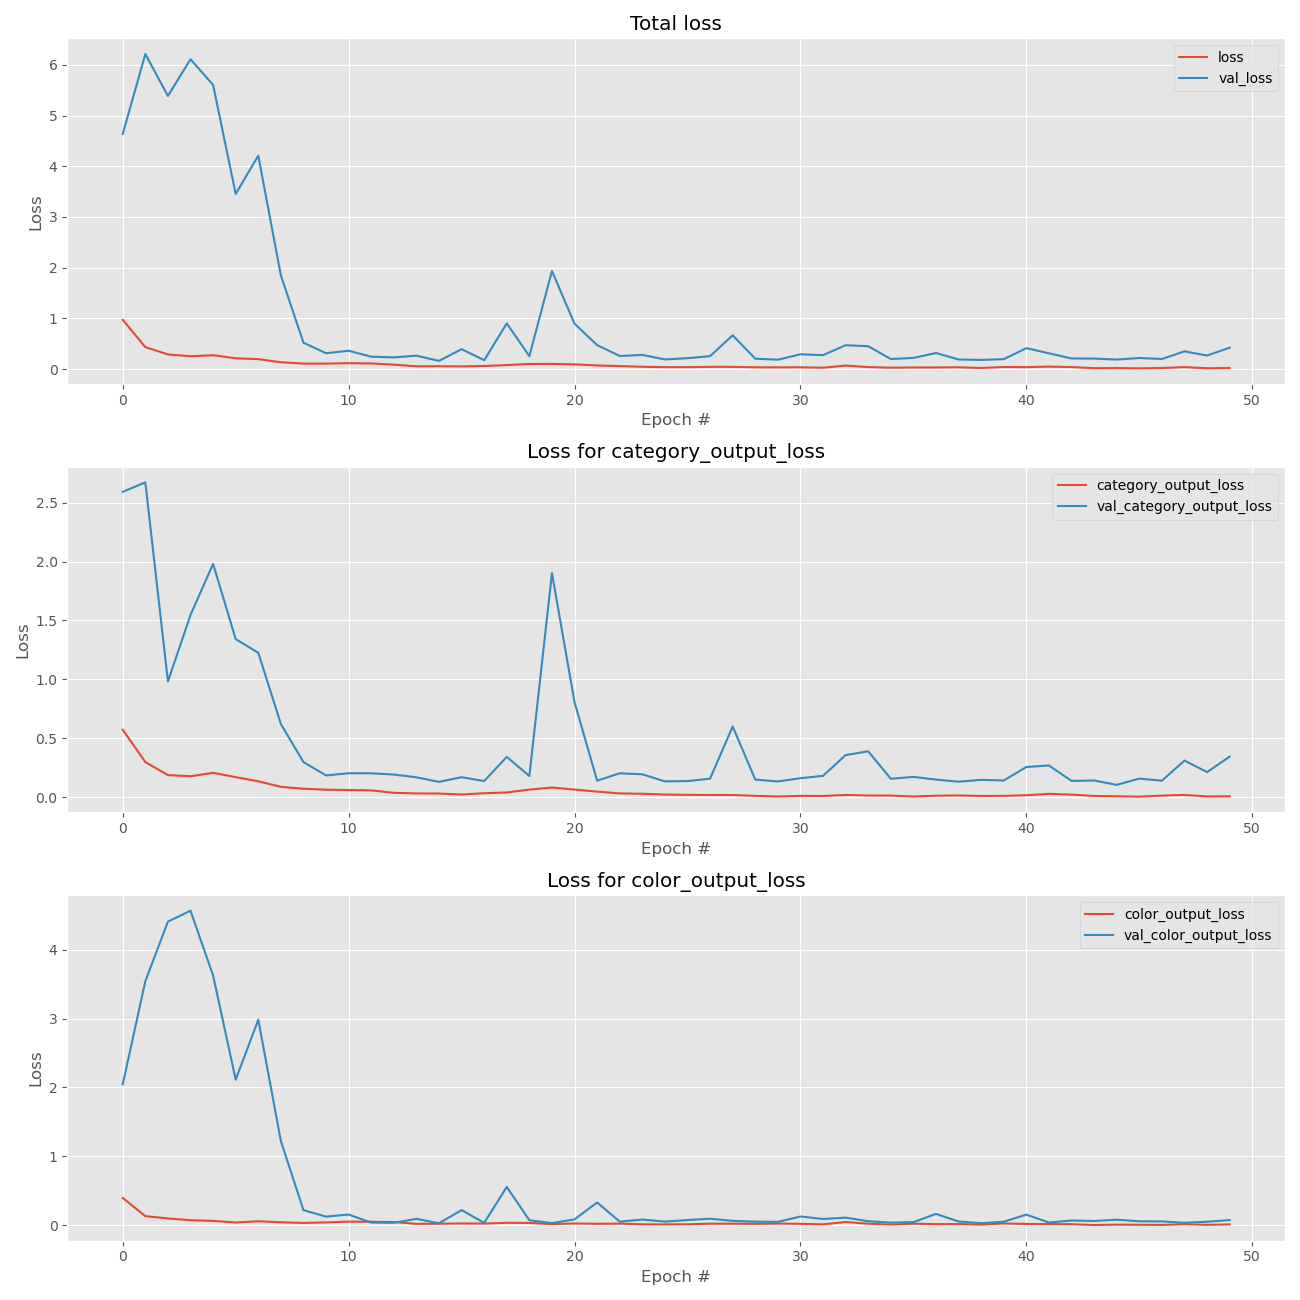 Total loss
loss
val_loss
6
5
4
3
2
1
0
Loss
0 10 20 30 40 50
Epoch #
Loss for category_output_loss
category_output_loss
val_category_output_loss
2.5
2.0
1.5
1.0
0.5
0.0
Loss
0 10 20 30 40 50
Epoch #
Loss for color_output_loss
color_output_loss
val_color_output_loss
4
3
2
1
0
Loss
0 10 20 30 40 50
Epoch #